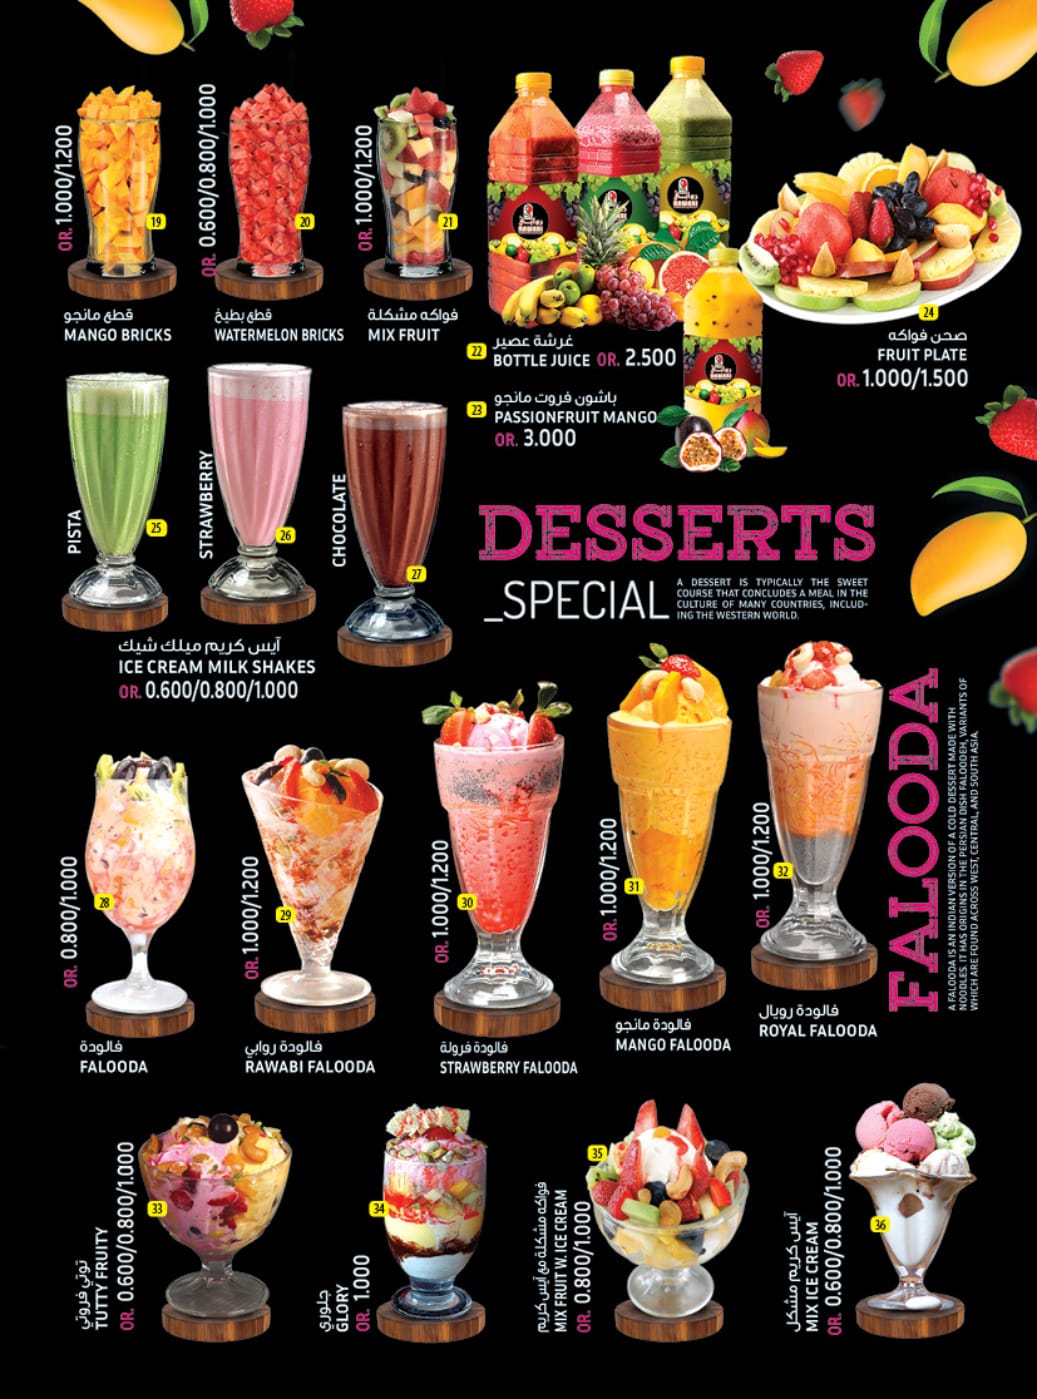 OR. 1.000/1.200
19
قطع مانجو
MANGO BRICKS
OR. 0.600/0.800/1.000
20
قطع بطيخ
WATERMELON BRICKS
OR. 1.000/1.200
21
فواكه مشكلة
MIX FRUIT
22
غرشة عصير
BOTTLE JUICE OR. 2.500
23
باشون فروت مانجو
PASSIONFRUIT MANGO
OR. 3.000
24
صحن فواكه
FRUIT PLATE
OR. 1.000/1.500
PISTA
25
STRAWBERRY
26
CHOCOLATE
27
آيس كريم ميلك شيك
ICE CREAM MILK SHAKES
OR. 0.600/0.800/1.000
DESSERTS
_SPECIAL
A DESSERT IS TYPICALLY THE SWEET
COURSE THAT CONCLUDES A MEAL IN THE
CULTURE OF MANY COUNTRIES, INCLUD-
ING THE WESTERN WORLD.
FALOODA
A FALOODA IS AN INDIAN VERSION OF A COLD DESSERT MADE WITH
NOODLES. IT HAS ORIGINS IN THE PERSIAN DISH FALOODEH, VARIANTS OF
WHICH ARE FOUND ACROSS WEST, CENTRAL, AND SOUTH ASIA.
OR. 0.800/1.000
28
فالودة
FALOODA
OR. 1.000/1.200
29
فالودة روابي
RAWABI FALOODA
OR. 1.000/1.200
30
فالودة فرولة
STRAWBERRY FALOODA
OR. 1.000/1.200
31
فالودة مانجو
MANGO FALOODA
OR. 1.000/1.200
32
فالودة رويال
ROYAL FALOODA
توتي فروتي
TUTTY FRUITY
OR. 0.600/0.800/1.000
33
جلوري
GLORY
OR. 1.000
34
فواكه مشكلة مع آيس كريم
MIX FRUIT W. ICE CREAM
OR. 0.800/1.000
35
آيس كريم مشكل
MIX ICE CREAM
OR. 0.600/0.800/1.000
36